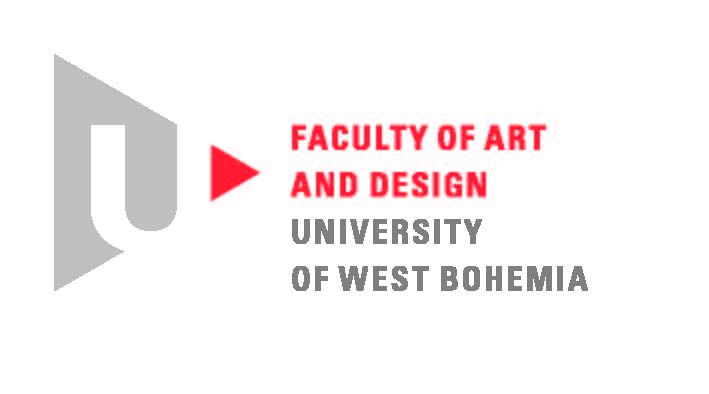 FACULTY OF ART
AND DESIGN
UNIVERSITY
OF WEST BOHEMIA